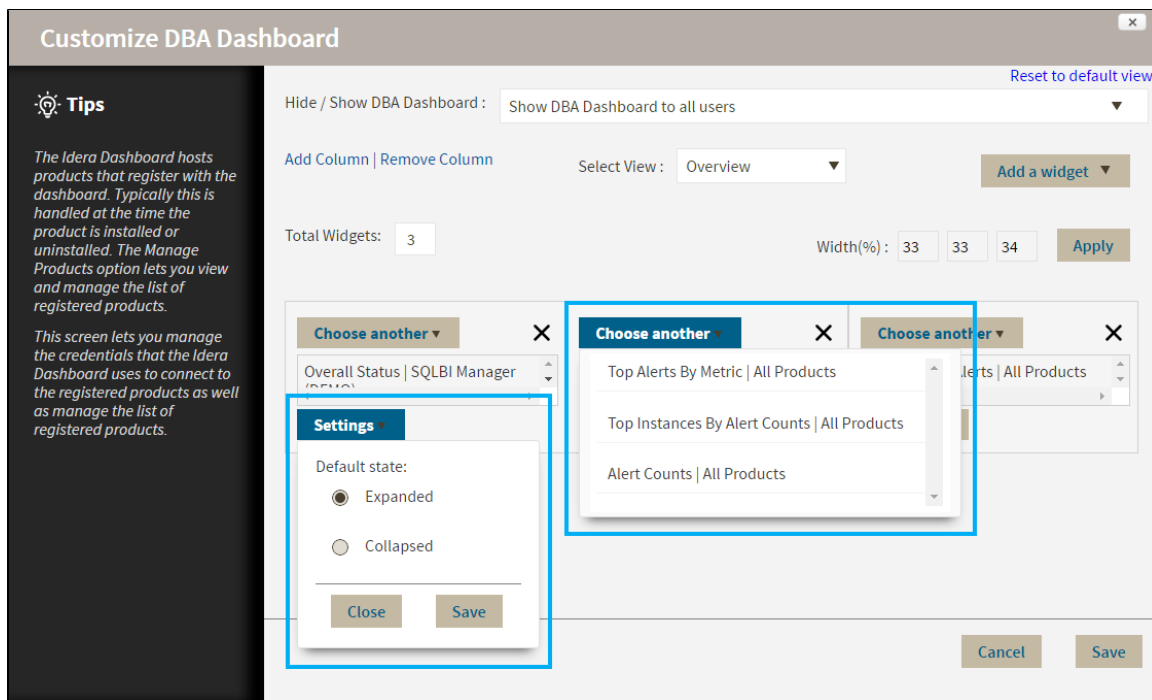 Customize DBA Dashboard
Tips
The Idera Dashboard hosts
products that register with the
dashboard. Typically this is
handled at the time the
product is installed or
uninstalled. The Manage
Products option lets you view
and manage the list of
registered products.
This screen lets you manage
the credentials that the Idera
Dashboard uses to connect to
the registered products as well
as manage the list of
registered products.
Reset to default view
Hide / Show DBA Dashboard : Show DBA Dashboard to all users
Add Column | Remove Column Select View : Overview Add a widget
Total Widgets: 3 Width(%) : 33 33 34 Apply
Choose another
Overall Status | SQLBI Manager
Settings
Default state:
Expanded
Collapsed
Close Save
Choose another
Top Alerts By Metric | All Products
Top Instances By Alert Counts | All Products
Alert Counts | All Products
Choose another
Alerts | All Products
Cancel Save